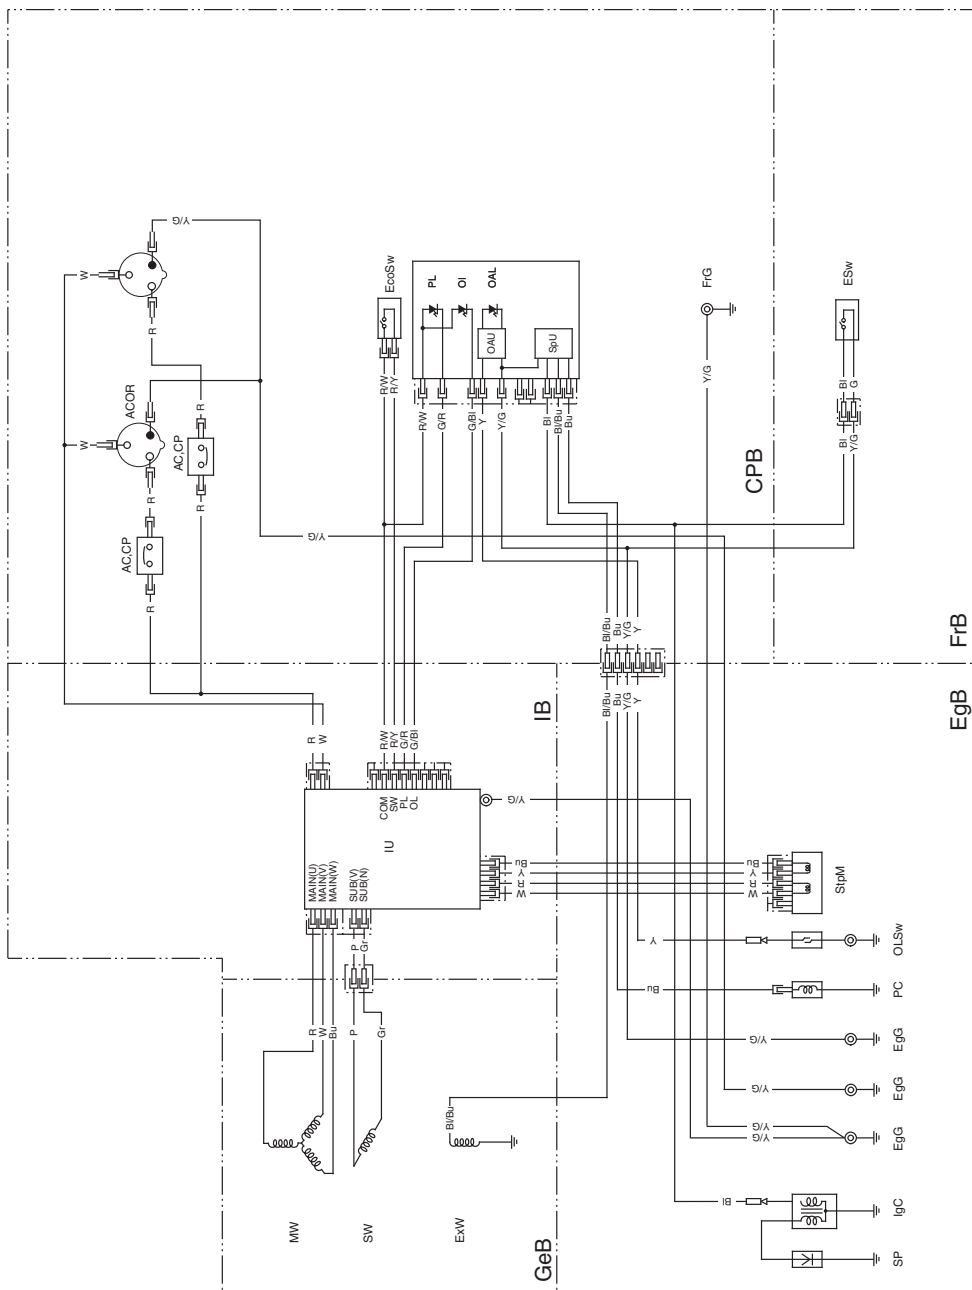 Y/G
W
R
ACOR
W
R
AC,CP
R
R
AC,CP
R
R
Y/G
EcoSw
R/W
R/Y
PL
OI
OAL
OAU
SpU
R/W
G/R
G/Bl
Y
Y/G
Bl
Bl/Bu
Bu
FrG
Y/G
ESw
Bl
G
Bl
Y/G
CPB
FrB
EgB
IB
Bl/Bu
Bu
Y/G
Y
Bl/Bu
Bu
Y/G
Y
R
W
R/W
R/Y
G/R
G/Bl
COM
SW
PL
OL
IU
MAIN(U)
MAIN(V)
MAIN(W)
SUB(V)
SUB(N)
Y/G
Bu
Y
R
W
Bu
Y
R
W
StpM
P
Gr
R
W
Bu
P
Gr
Bl/Bu
MW
SW
ExW
GeB
Y
OLSw
Bu
PC
Y/G
EgG
Y/G
EgG
Y/G
Y/G
EgG
Bl
IgC
SP